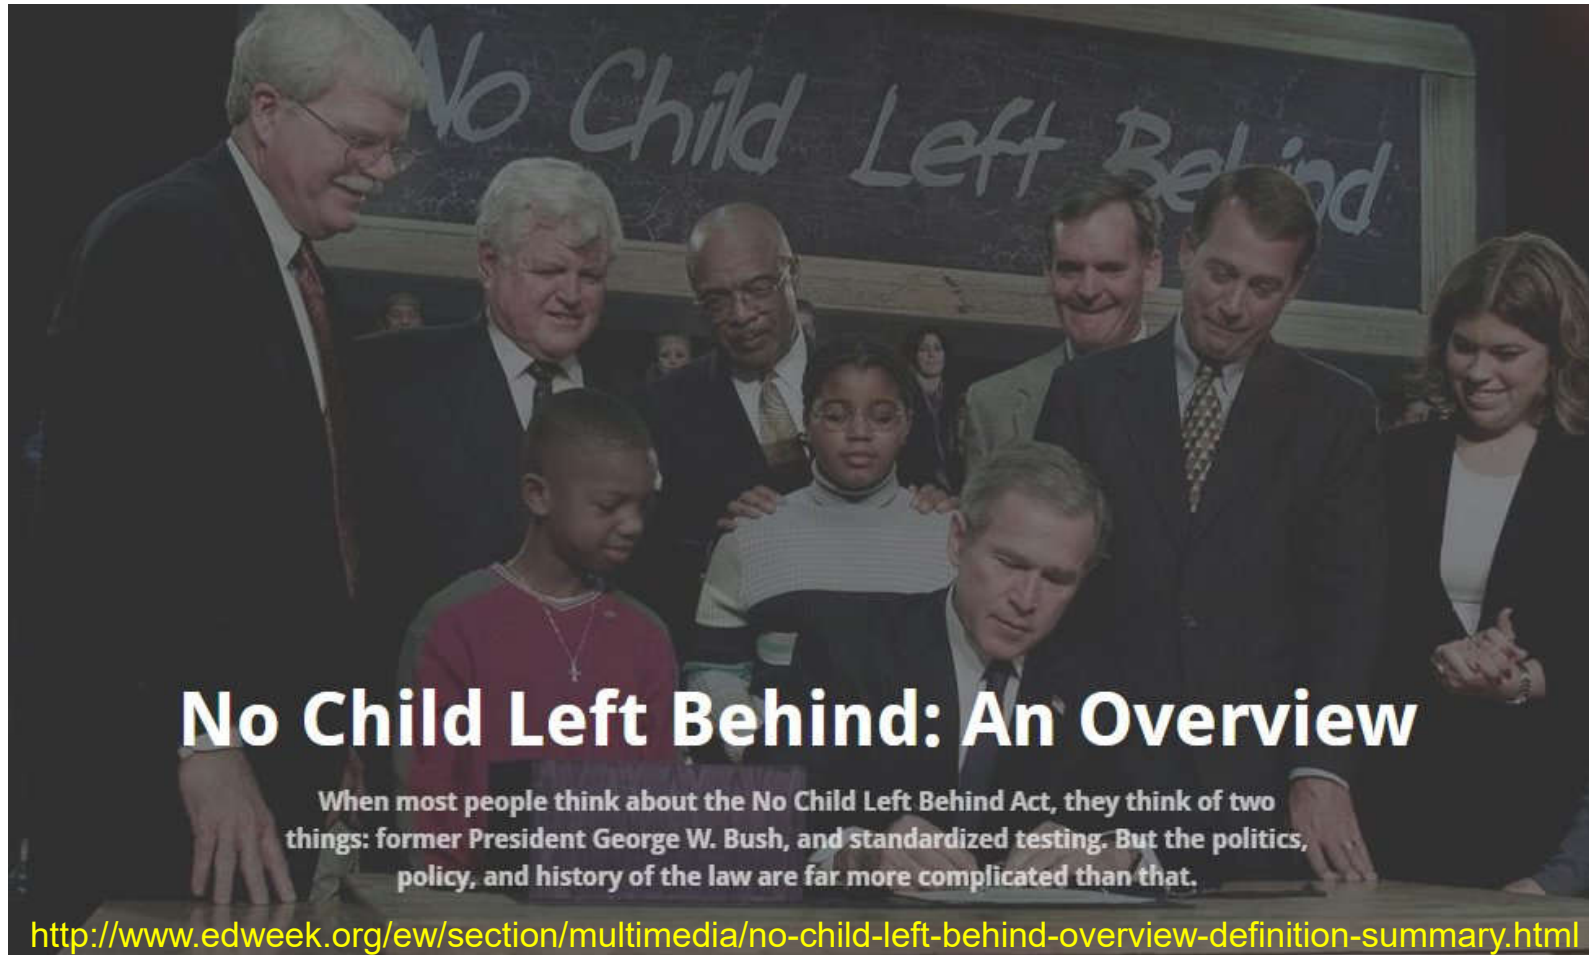 No Child Left Behind
No Child Left Behind: An Overview
When most people think about the No Child Left Behind Act, they think of two
things: former President George W. Bush, and standardized testing. But the politics,
policy, and history of the law are far more complicated than that.
http://www.edweek.org/ew/section/multimedia/no-child-left-behind-overview-definition-summary.html